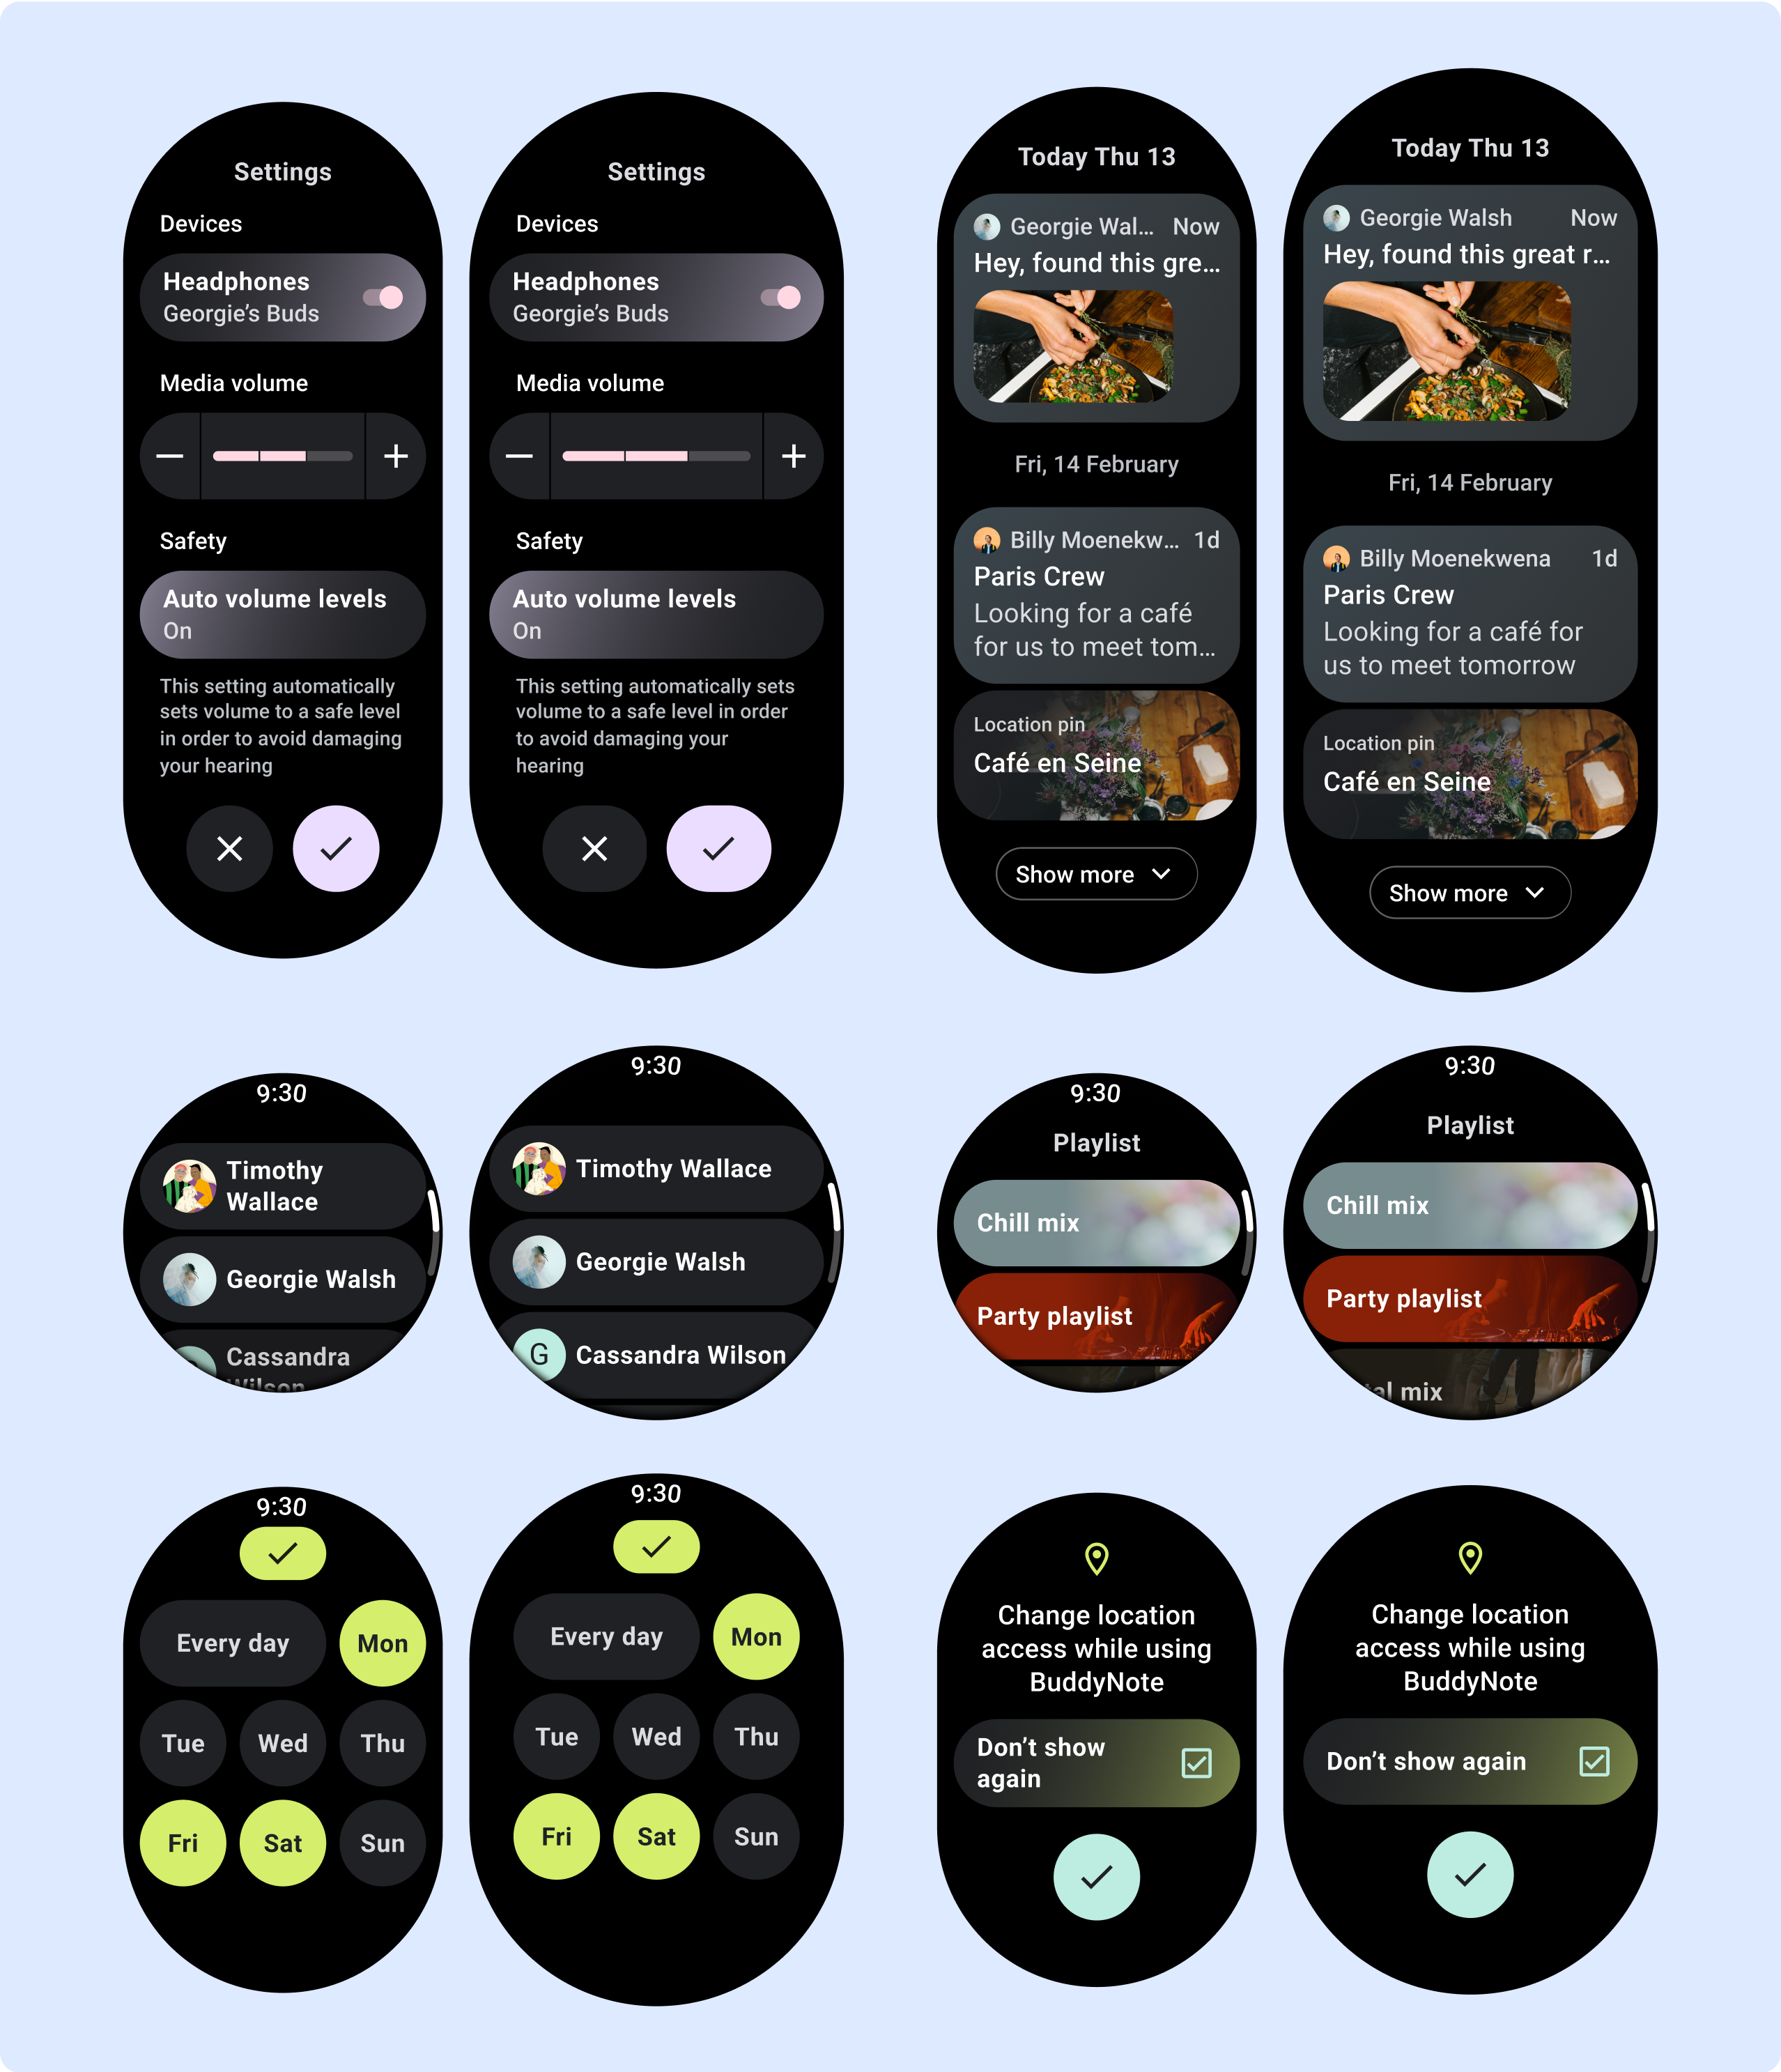 Settings
Devices
Headphones
Georgie’s Buds
Media volume
Safety
Auto volume levels
On
This setting automatically
sets volume to a safe level
in order to avoid damaging
your hearing
Settings
Devices
Headphones
Georgie’s Buds
Media volume
Safety
Auto volume levels
On
This setting automatically sets
volume to a safe level in order
to avoid damaging your
hearing
Today Thu 13
Georgie Wal... Now
Hey, found this gre...
Fri, 14 February
Billy Moenekw... 1d
Paris Crew
Looking for a café
for us to meet tom...
Location pin
Café en Seine
Show more
Today Thu 13
Georgie Walsh Now
Hey, found this great r...
Fri, 14 February
Billy Moenekwena 1d
Paris Crew
Looking for a café for
us to meet tomorrow
Location pin
Café en Seine
Show more
9:30
Timothy
Wallace
Georgie Walsh
Cassandra
Wilson
9:30
Timothy Wallace
Georgie Walsh
G Cassandra Wilson
9:30
Playlist
Chill mix
Party playlist
9:30
Playlist
Chill mix
Party playlist
mix
9:30
Every day Mon
Tue Wed Thu
Fri Sat Sun
9:30
Every day Mon
Tue Wed Thu
Fri Sat Sun
Change location
access while using
BuddyNote
Don’t show
again
Change location
access while using
BuddyNote
Don’t show again